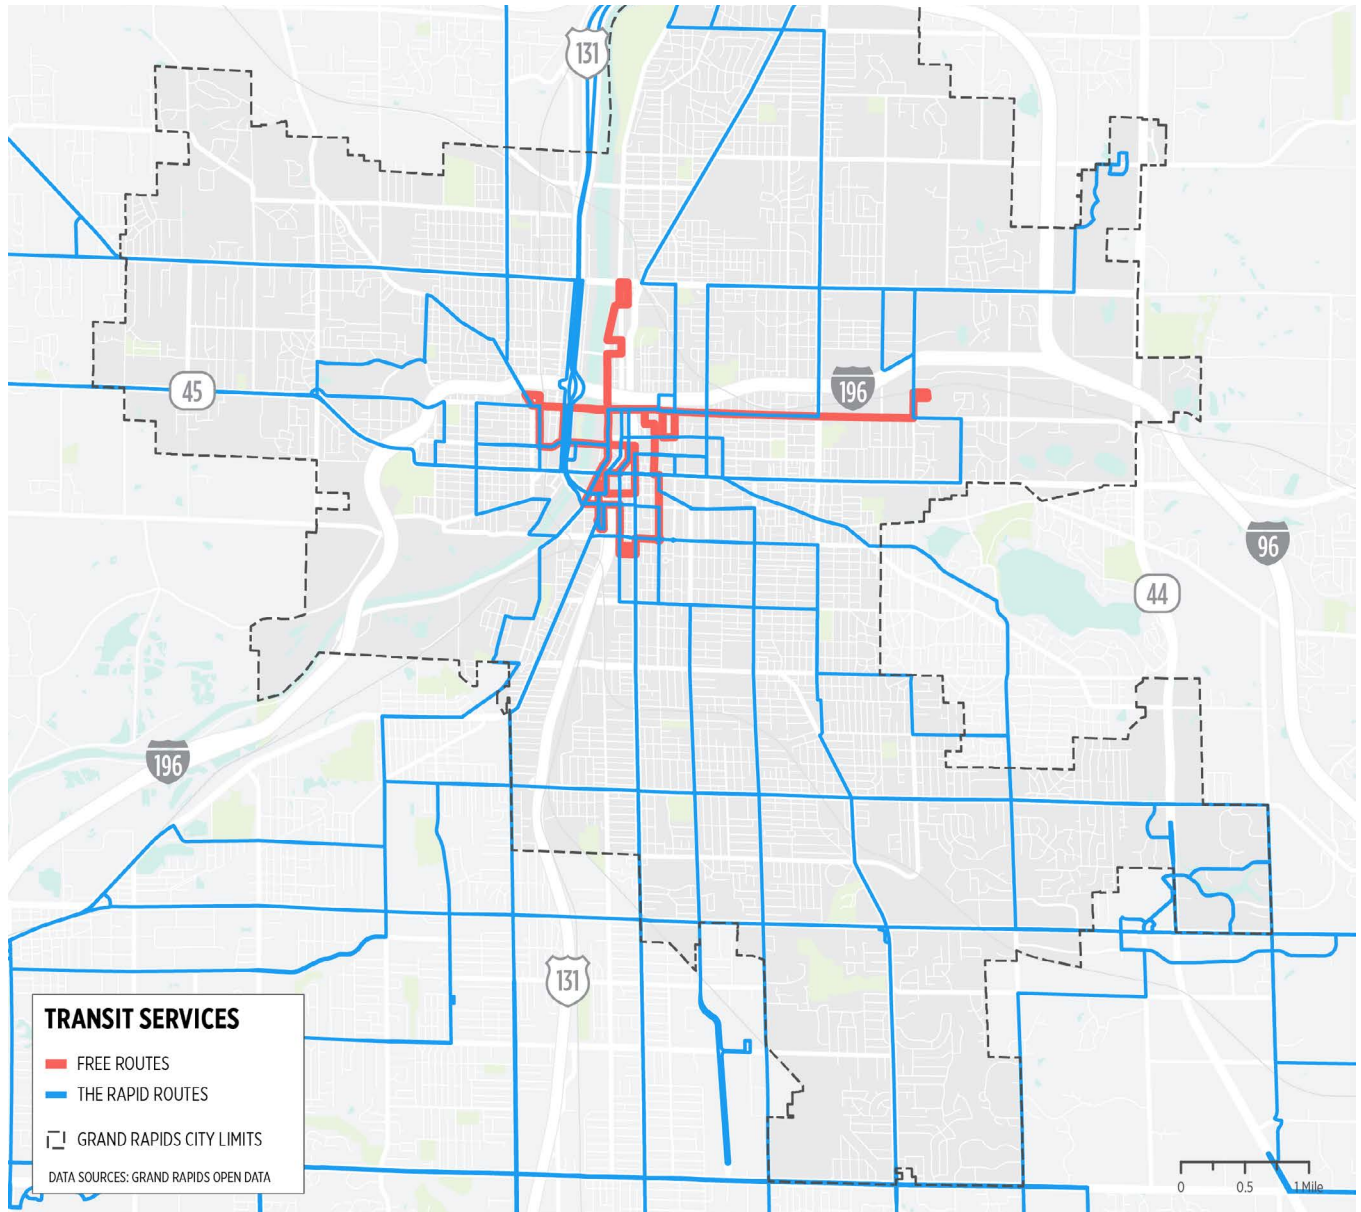 131
45
196
96
44
196
131
TRANSIT SERVICES
FREE ROUTES
THE RAPID ROUTES
GRAND RAPIDS CITY LIMITS
DATA SOURCES: GRAND RAPIDS OPEN DATA
0 0.5 1 Mile